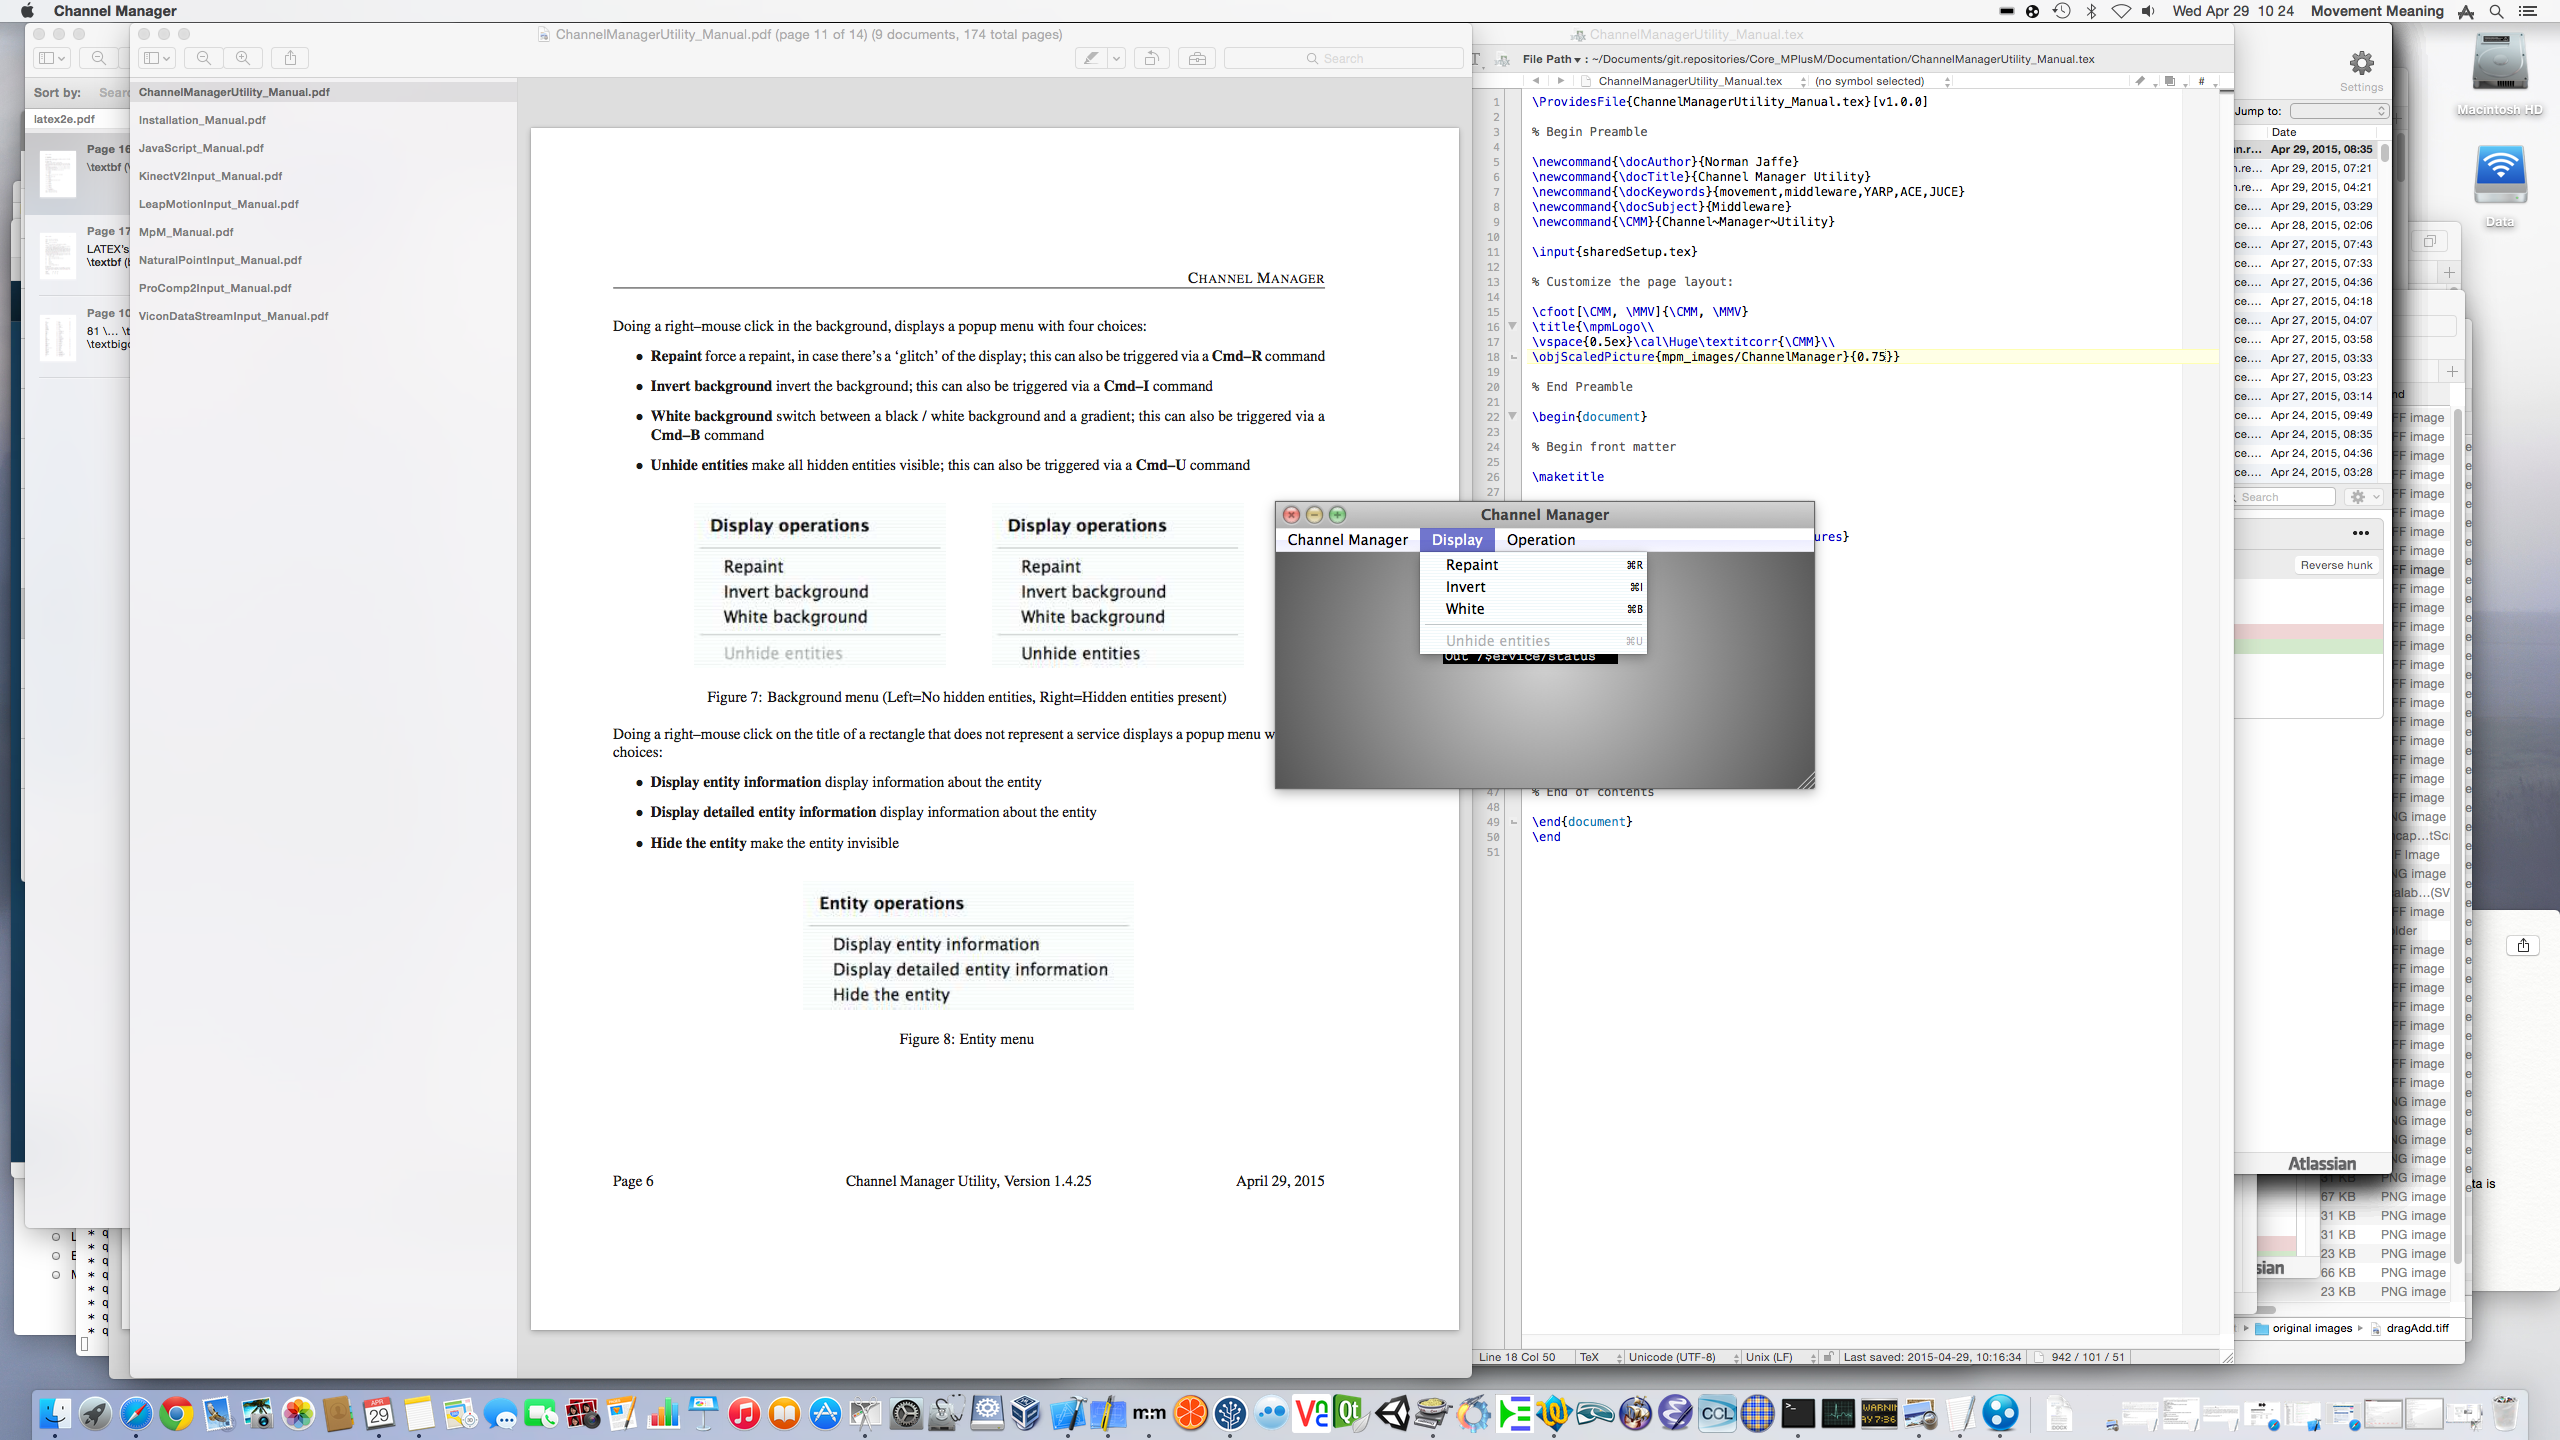 Channel Manager
Wed Apr 29 10 24 Movement Meaning
ChannelManagerUtility_Manual.pdf (page 11 of 14) (9 documents, 174 total pages)
Search
Sort by:
latex2e.pdf
Page 16
Page 17
LATEX's
ChannelManagerUtility_Manual.pdf
Installation_Manual.pdf
JavaScript_Manual.pdf
KinectV2Input_Manual.pdf
LeapMotionInput_Manual.pdf
MpM_Manual.pdf
NaturalPointInput_Manual.pdf
ProComp2Input_Manual.pdf
ViconDataStreamInput_Manual.pdf
CHANNEL MANAGER
Doing a right–mouse click in the background, displays a popup menu with four choices:
• Repaint force a repaint, in case there's a ‘glitch’ of the display; this can also be triggered via a Cmd–R command
• Invert background invert the background; this can also be triggered via a Cmd–I command
• White background switch between a black / white background and a gradient; this can also be triggered via a
Cmd–B command
• Unhide entities make all hidden entities visible; this can also be triggered via a Cmd–U command
Display operations
Repaint
Invert background
White background
Unhide entities
Display operations
Repaint
Invert background
White background
Unhide entities
Figure 7: Background menu (Left=No hidden entities, Right=Hidden entities present)
Doing a right–mouse click on the title of a rectangle that does not represent a service displays a popup menu w
choices:
• Display entity information display information about the entity
• Display detailed entity information display information about the entity
• Hide the entity make the entity invisible
Entity operations
Display entity information
Display detailed entity information
Hide the entity
Figure 8: Entity menu
Page 6 Channel Manager Utility, Version 1.4.25 April 29, 2015
ChannelManagerUtility_Manual.tex
File Path ▾ : ~/Documents/git.repositories/Core_MPlusM/Documentation/ChannelManagerUtility_Manual.tex
ChannelManagerUtility_Manual.tex (no symbol selected)
1 \ProvidesFile{ChannelManagerUtility_Manual.tex}[v1.0.0]
2
3 % Begin Preamble
4
5 \newcommand{\docAuthor}{Norman Jaffe}
6 \newcommand{\docTitle}{Channel Manager Utility}
7 \newcommand{\docKeywords}{movement,middleware,YARP,ACE,JUCE}
8 \newcommand{\docSubject}{Middleware}
9 \newcommand{\CMM}{Channel~Manager~Utility}
10
11 \input{sharedSetup.tex}
12
13 % Customize the page layout:
14
15 \cfoot[\CMM, \MMV]{\CMM, \MMV}
16 \title{\mpmLogo\\
17 \vspace{0.5ex}\cal\Huge\textitcorr{\CMM}\\
18 \objScaledPicture{mpm_images/ChannelManager}{0.75}}
19
20 % End Preamble
21
22 \begin{document}
23
24 % Begin front matter
25
26 \maketitle
27
ures}
47 % End of contents
48
49 \end{document}
50 \end
51
Line 18 Col 50 TeX Unicode (UTF-8) Unix (LF) Last saved: 2015-04-29, 10:16:34 942 / 101 / 51
Channel Manager
Channel Manager Display Operation
Repaint ⌘R
Invert ⌘I
White ⌘B
Unhide entities ⌘U
Out /$ervice/status
Settings
Jump to:
Date
Apr 29, 2015, 08:35
Apr 29, 2015, 07:21
Apr 29, 2015, 04:21
Apr 29, 2015, 03:29
Apr 28, 2015, 02:06
Apr 27, 2015, 07:43
Apr 27, 2015, 07:33
Apr 27, 2015, 04:36
Apr 27, 2015, 04:18
Apr 27, 2015, 04:07
Apr 27, 2015, 03:58
Apr 27, 2015, 03:33
Apr 27, 2015, 03:23
Apr 27, 2015, 03:14
Apr 24, 2015, 09:49
Apr 24, 2015, 08:35
Apr 24, 2015, 04:36
Apr 24, 2015, 03:28
Search
Reverse hunk
Atlassian
67 KB PNG image
31 KB PNG image
31 KB PNG image
23 KB PNG image
66 KB PNG image
23 KB PNG image
original images ▸ dragAdd.tiff
Macintosh HD
Data
ta is